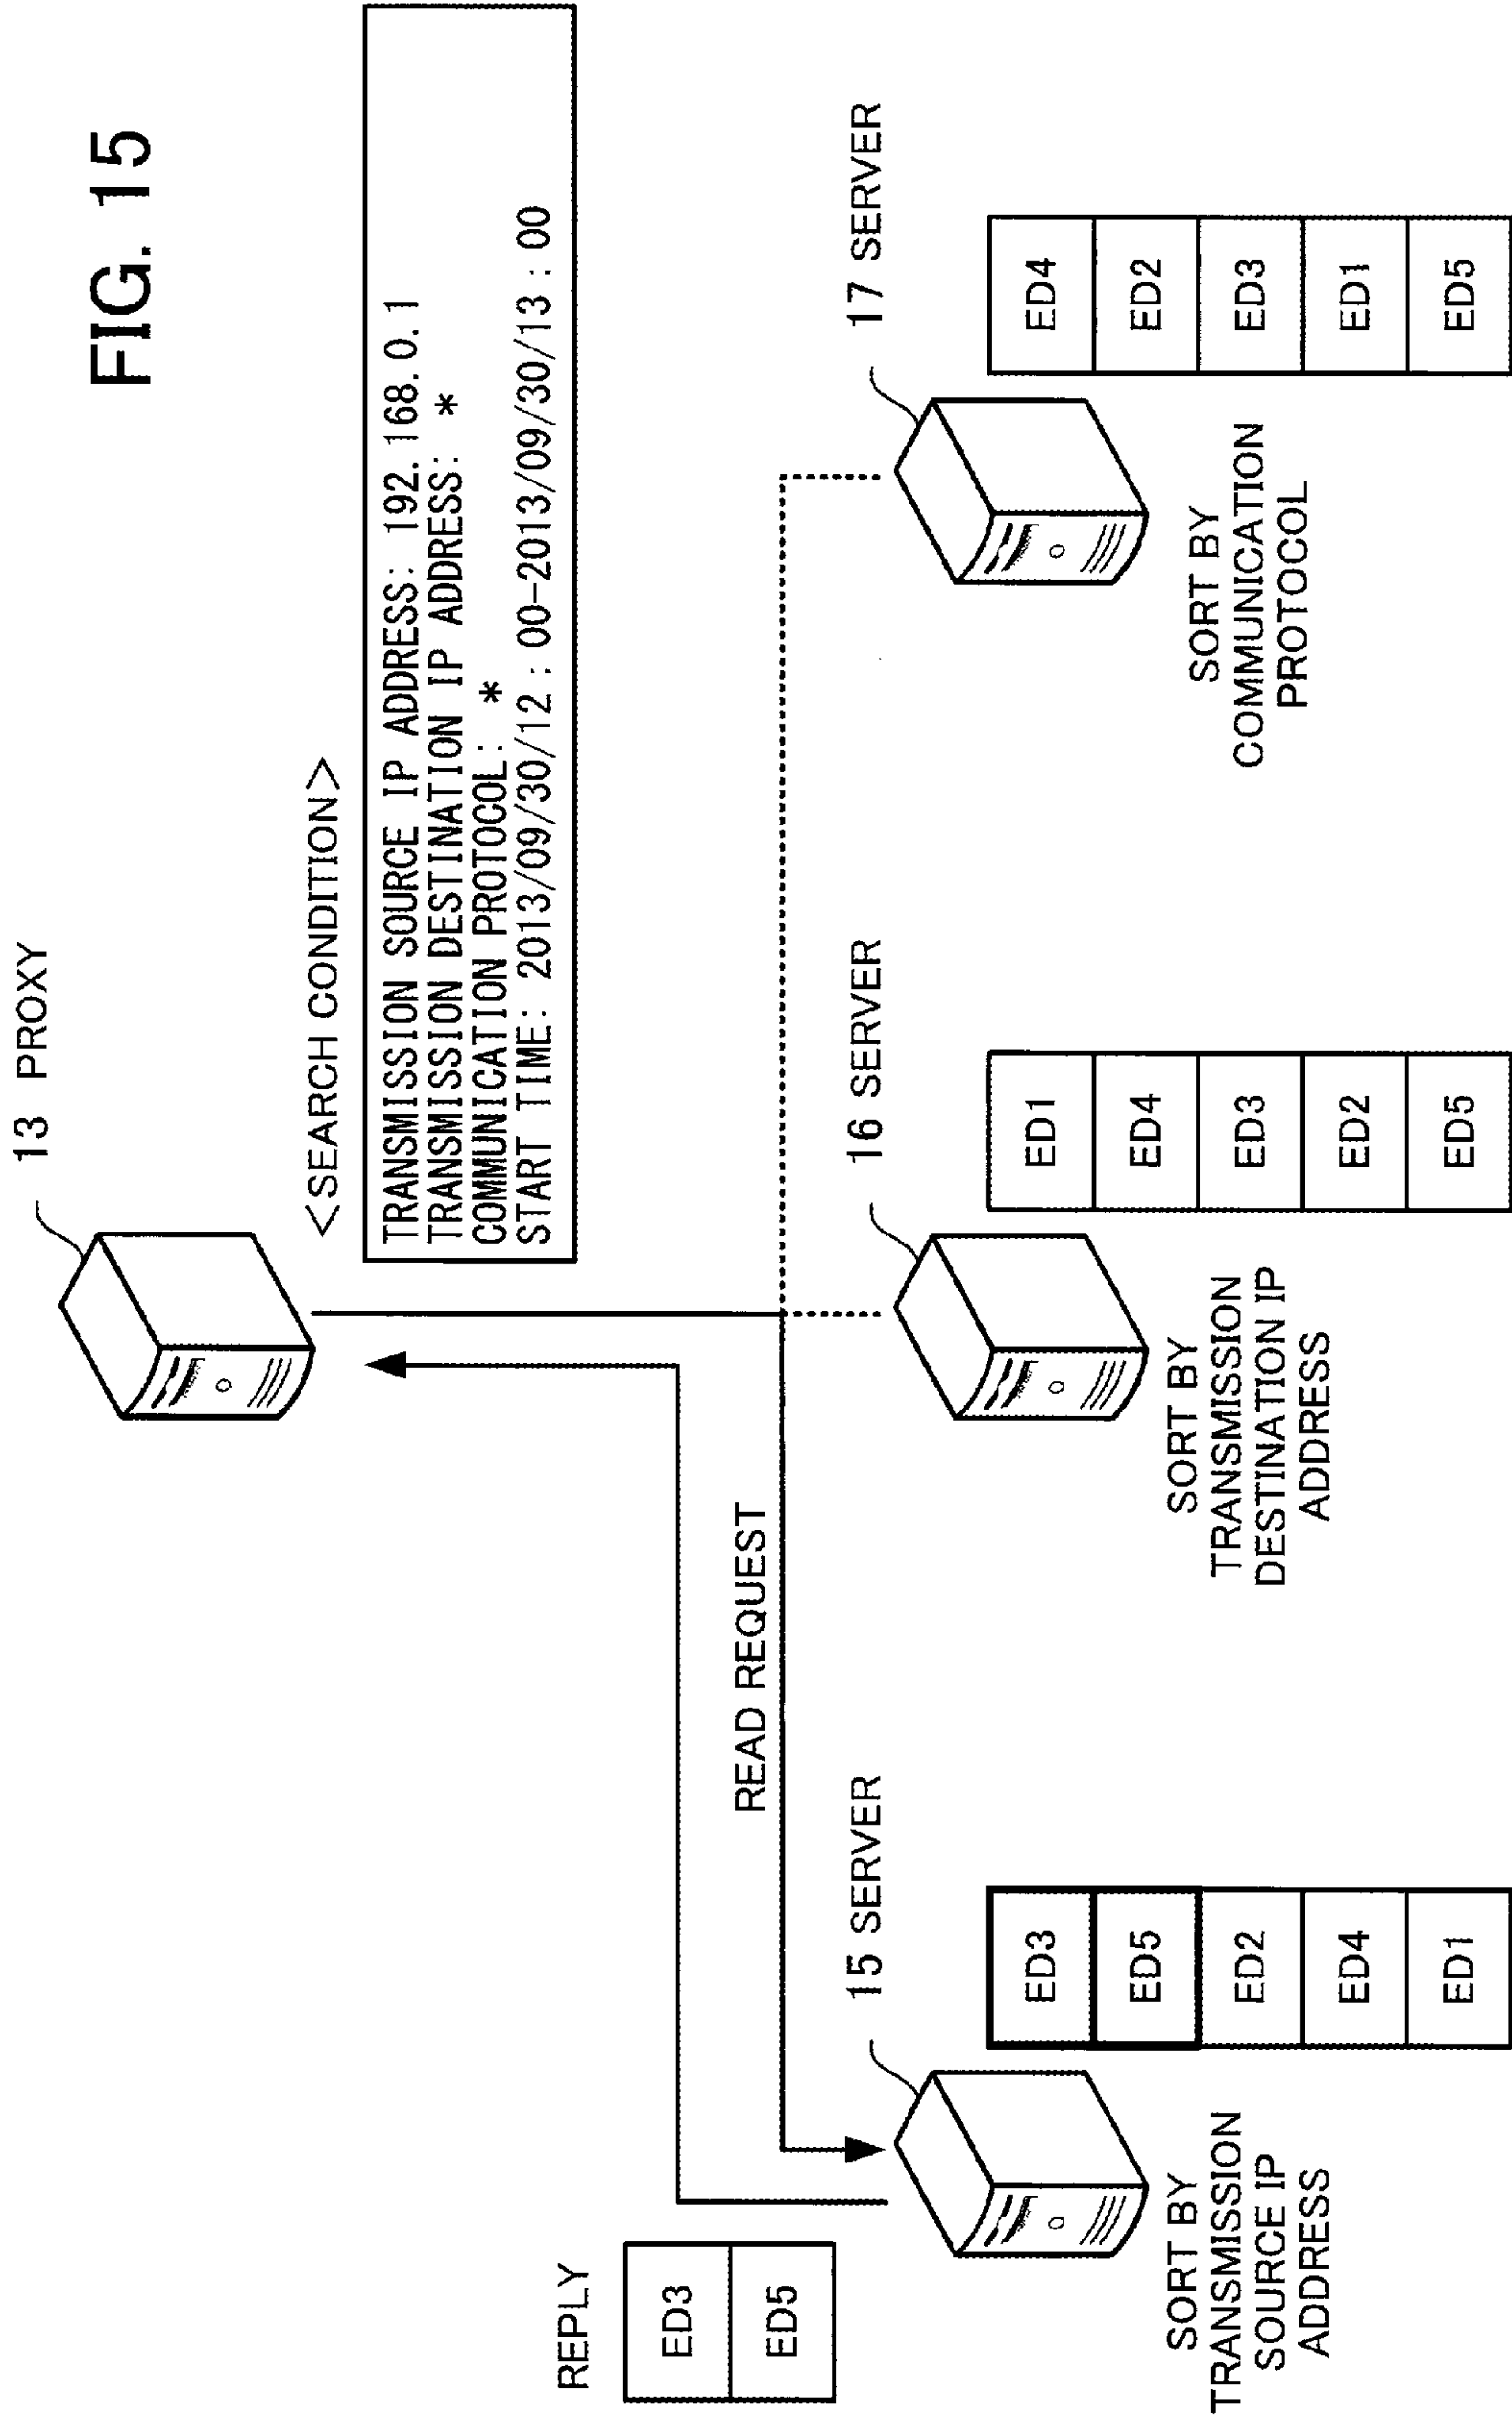 FIG. 15
13 PROXY
<SEARCH CONDITION>
TRANSMISSION SOURCE IP ADDRESS: 192.168.0.1
TRANSMISSION DESTINATION IP ADDRESS: *
COMMUNICATION PROTOCOL: *
START TIME: 2013/09/30/12:00-2013/09/30/13:00
REPLY
ED3
ED5
READ REQUEST
15 SERVER
SORT BY
TRANSMISSION
SOURCE IP
ADDRESS
ED3
ED5
ED2
ED4
ED1
16 SERVER
SORT BY
TRANSMISSION
DESTINATION IP
ADDRESS
ED1
ED4
ED3
ED2
ED5
17 SERVER
SORT BY
COMMUNICATION
PROTOCOL
ED4
ED2
ED3
ED1
ED5